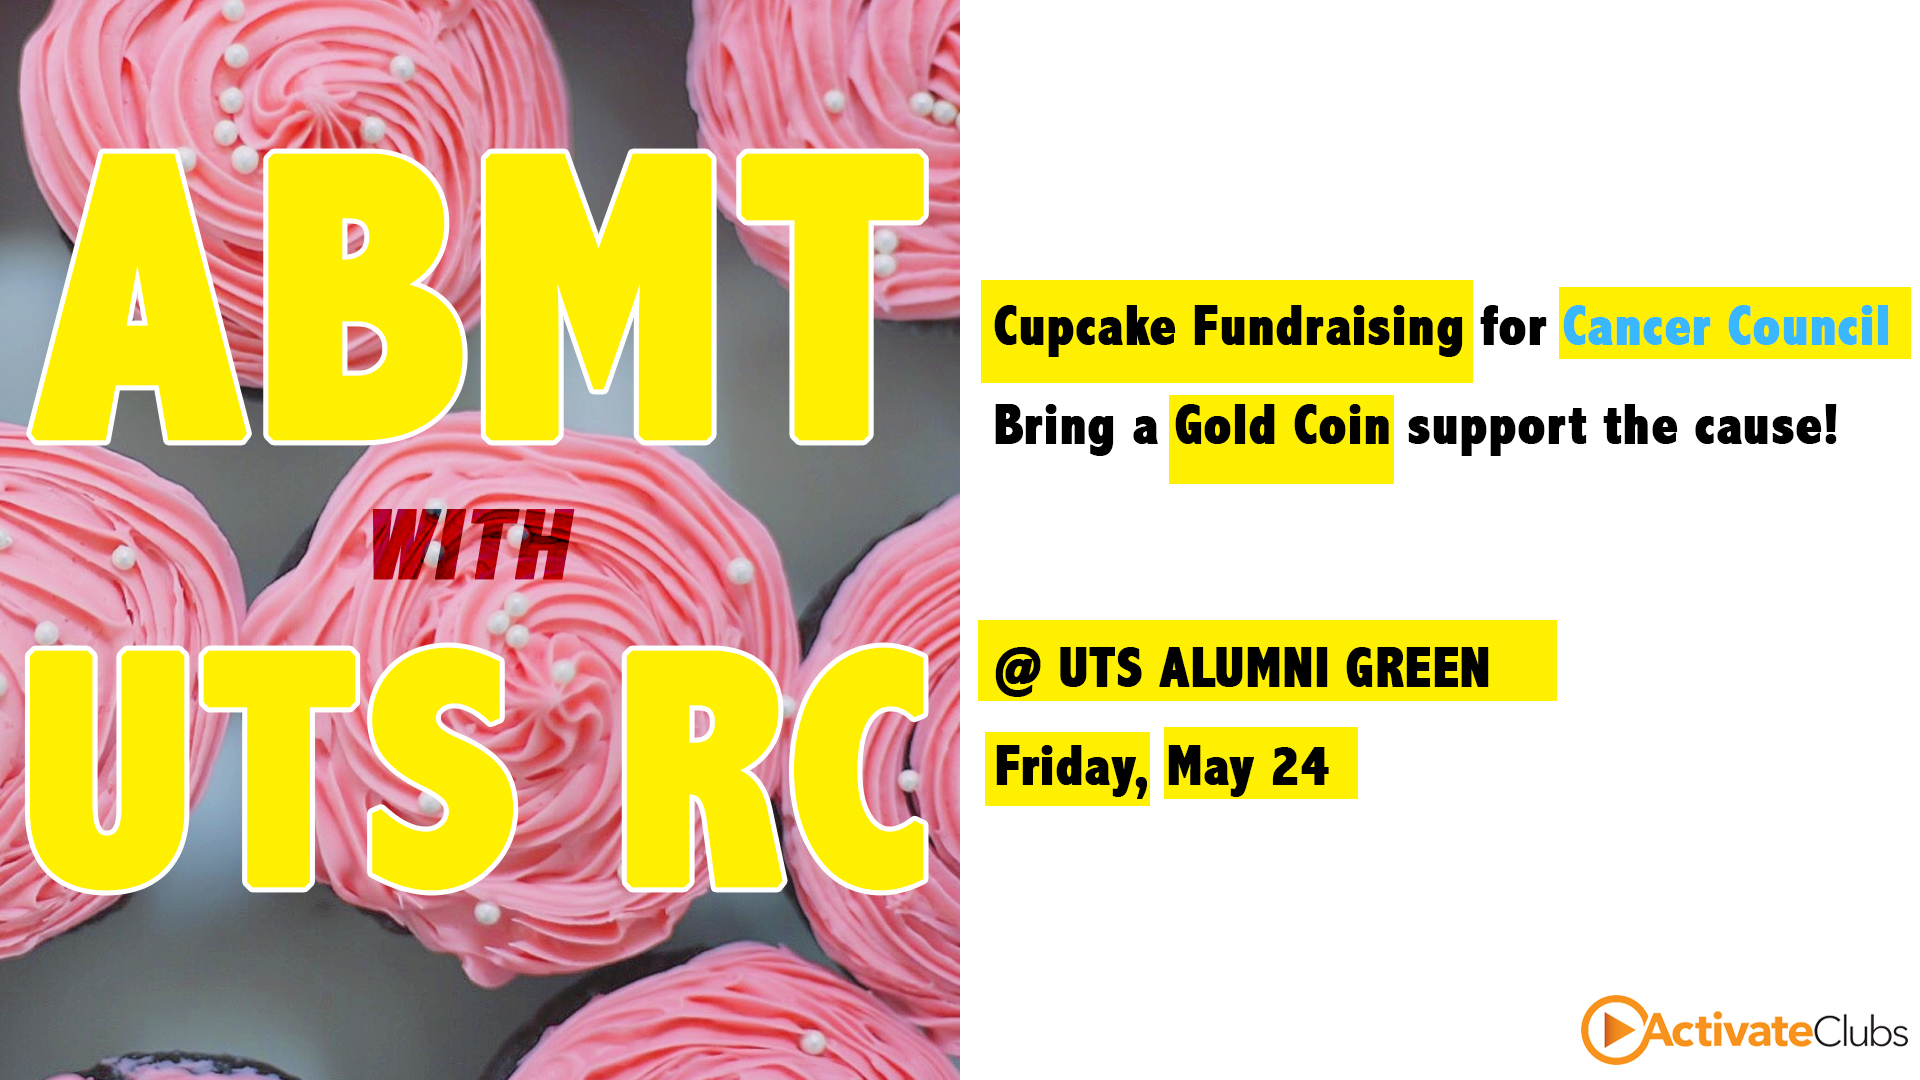 ABMT
WITH
UTS RC
Cupcake Fundraising for Cancer Council
Bring a Gold Coin support the cause!
@ UTS ALUMNI GREEN
Friday, May 24
ActivateClubs